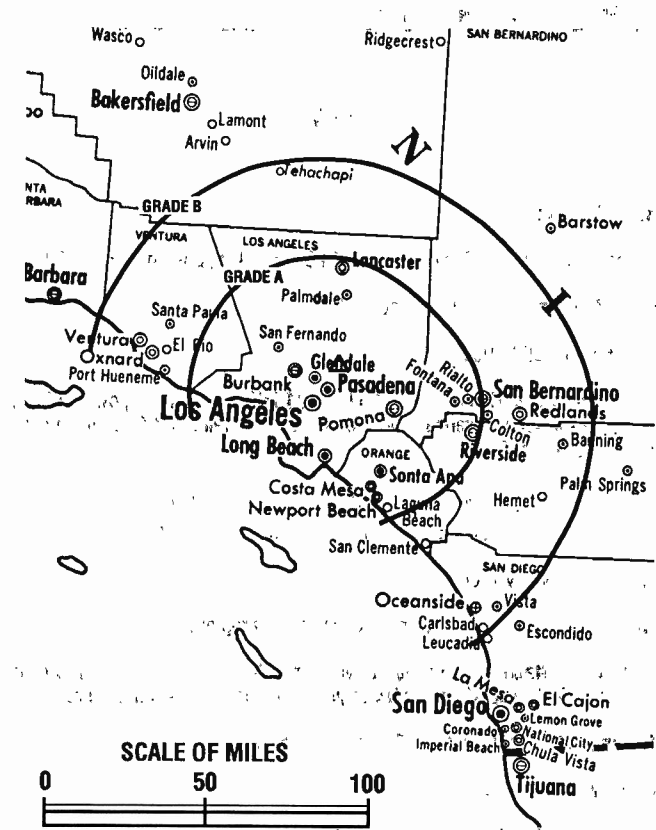 Wasco
Ridgecrest
SAN BERNARDINO
Oildale
Bakersfield
Lamont
Arvin
N
Tehachapi
NTA
RBARA
GRADE B
VENTURA
LOS ANGELES
Barstow
GRADE A
Lancaster
I
Barbara
Palmdale
Santa Paula
San Fernando
Ventura
El Rio
Oxnard
Port Hueneme
Glendale
Burbank
Pasadena
Rialto
Fontana
San Bernardino
Redlands
Los Angeles
Pomona
Colton
Riverside
Banning
Long Beach
ORANGE
Santa Ana
Palm Springs
Costa Mesa
Hemet
Newport Beach
Laguna
Beach
San Clemente
SAN DIEGO
Oceanside
Vista
Carlsbad
Leucadia
Escondido
La Mesa
El Cajon
San Diego
Lemon Grove
Coronado
National City
Imperial Beach
Chula Vista
Tijuana
SCALE OF MILES
0 50 100